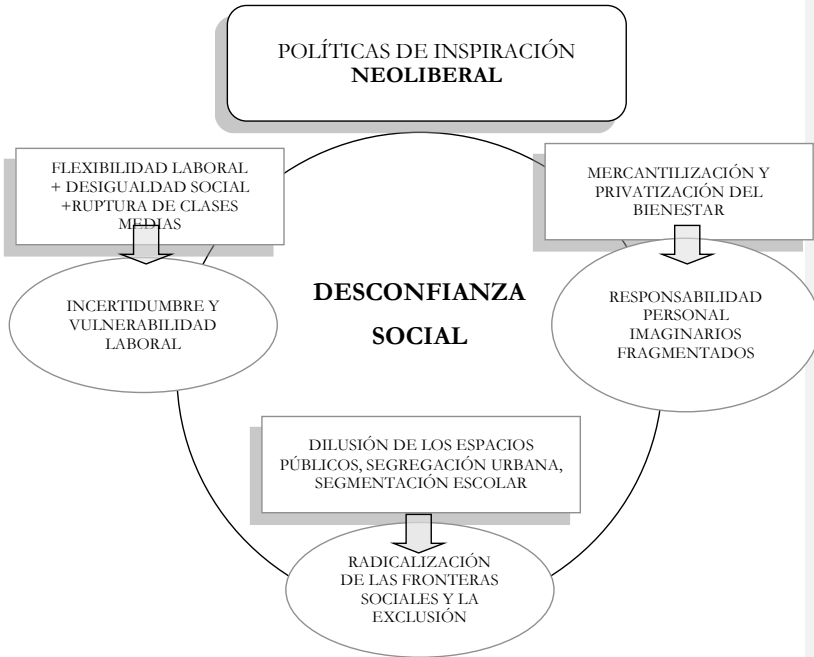 POLÍTICAS DE INSPIRACIÓN
NEOLIBERAL
FLEXIBILIDAD LABORAL
+ DESIGUALDAD SOCIAL
+RUPTURA DE CLASES
MEDIAS
MERCANTILIZACIÓN Y
PRIVATIZACIÓN DEL
BIENESTAR
INCERTIDUMBRE Y
VULNERABILIDAD
LABORAL
DESCONFIANZA
SOCIAL
RESPONSABILIDAD
PERSONAL
IMAGINARIOS
FRAGMENTADOS
DILUSIÓN DE LOS ESPACIOS
PÚBLICOS, SEGREGACIÓN URBANA,
SEGMENTACIÓN ESCOLAR
RADICALIZACIÓN
DE LAS FRONTERAS
SOCIALES Y LA
EXCLUSIÓN